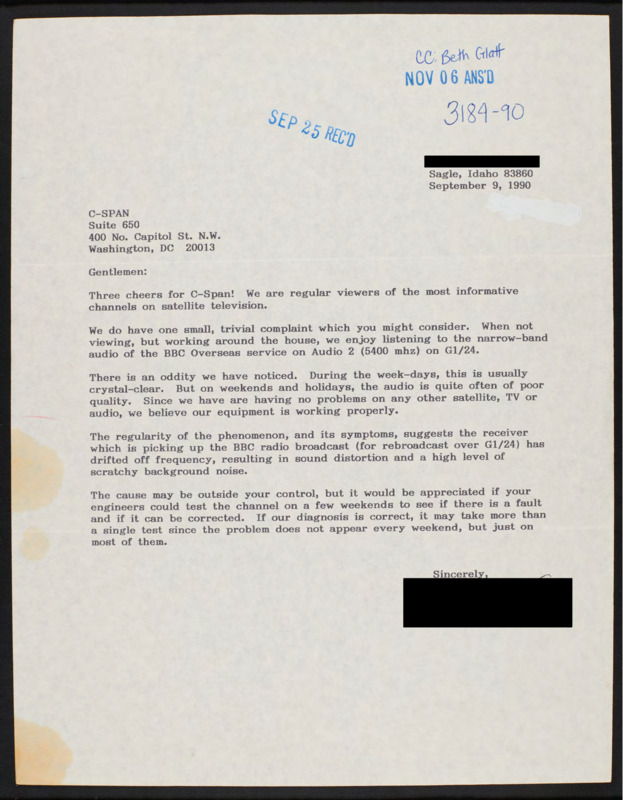 CC: Beth Glatt
NOV 06 ANS'D
3184-90
SEP 25 REC'D
Sagle, Idaho 83860
September 9, 1990
C-SPAN
Suite 650
400 No. Capitol St. N.W.
Washington, DC  20013
Gentlemen:
Three cheers for C-Span!  We are regular viewers of the most informative
channels on satellite television.
We do have one small, trivial complaint which you might consider.  When not
viewing, but working around the house, we enjoy listening to the narrow-band
audio of the BBC Overseas service on Audio 2 (5400 mhz) on G1/24.
There is an oddity we have noticed.  During the week-days, this is usually
crystal-clear.  But on weekends and holidays, the audio is quite often of poor
quality.  Since we have are having no problems on any other satellite, TV or
audio, we believe our equipment is working properly.
The regularity of the phenomenon, and its symptoms, suggests the receiver
which is picking up the BBC radio broadcast (for rebroadcast over G1/24) has
drifted off frequency, resulting in sound distortion and a high level of
scratchy background noise.
The cause may be outside your control, but it would be appreciated if your
engineers could test the channel on a few weekends to see if there is a fault
and if it can be corrected.  If our diagnosis is correct, it may take more than
a single test since the problem does not appear every weekend, but just on
most of them.
Sincerely,